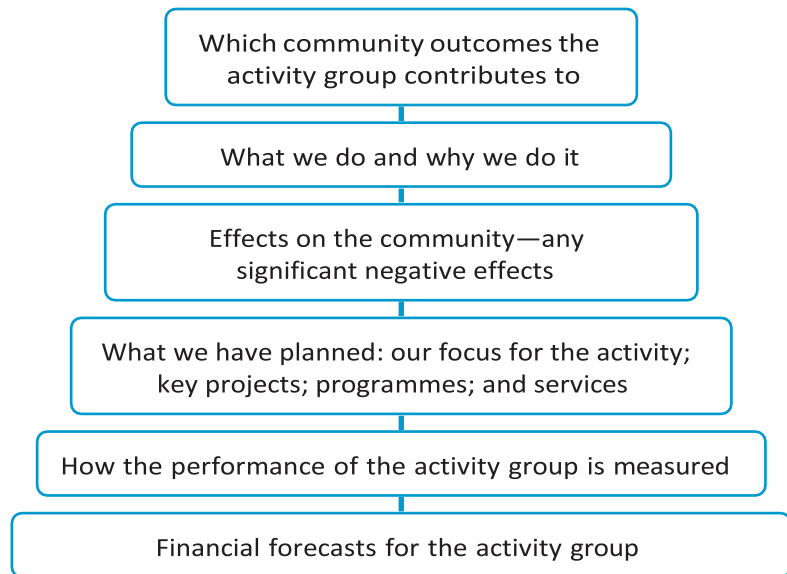 Which community outcomes the
activity group contributes to
What we do and why we do it
Effects on the community—any
significant negative effects
What we have planned: our focus for the activity;
key projects; programmes; and services
How the performance of the activity group is measured
Financial forecasts for the activity group